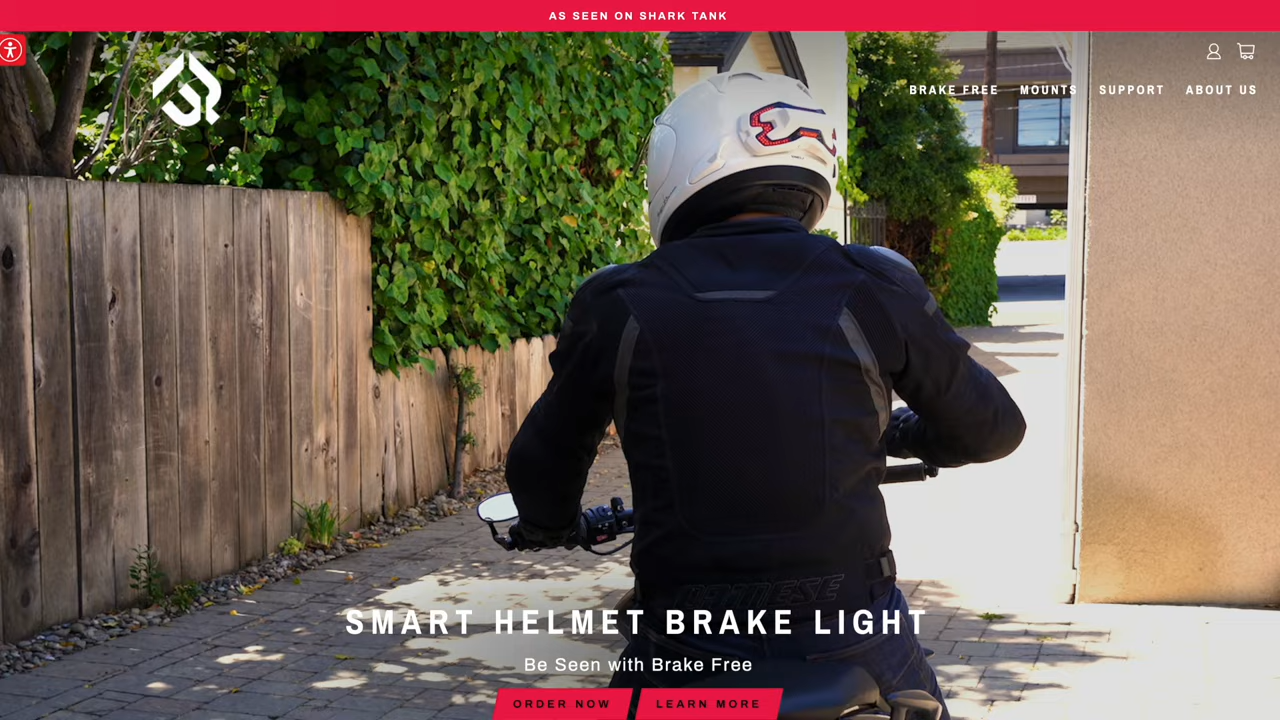 AS SEEN ON SHARK TANK
BRAKE FREE MOUNTS SUPPORT ABOUT US
DAINESE
SMART HELMET BRAKE LIGHT
Be Seen with Brake Free
ORDER NOW LEARN MORE